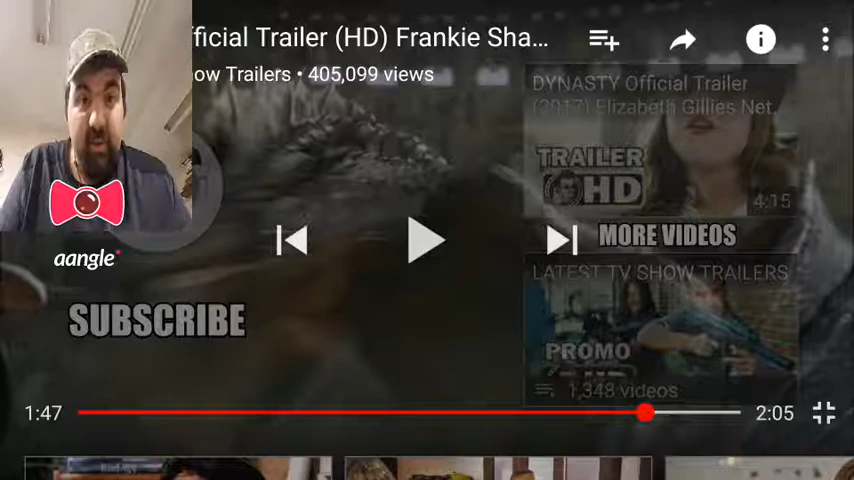 fficial Trailer (HD) Frankie Sha...
ow Trailers • 405,099 views
DYNASTY Official Trailer
(2017) Elizabeth Gillies Net...
TRAILER
HD
4:15
MORE VIDEOS
aangle
LATEST TV SHOW TRAILERS
SUBSCRIBE
PROMO
1,348 videos
1:47
2:05